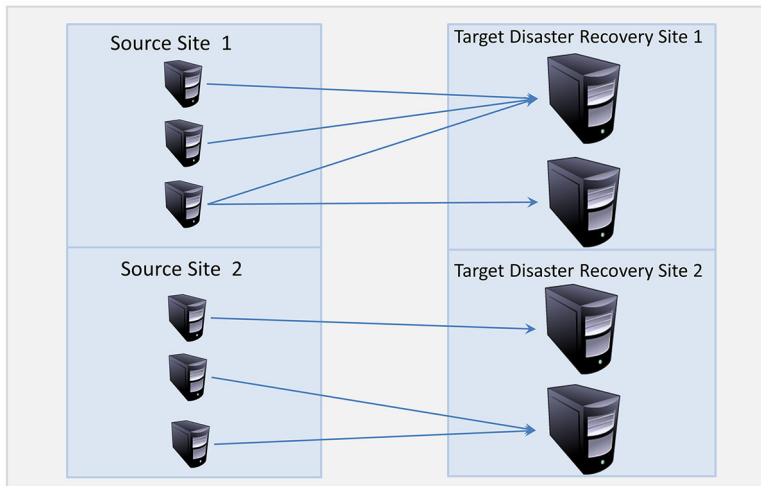 Source Site 1
Target Disaster Recovery Site 1
Source Site 2
Target Disaster Recovery Site 2